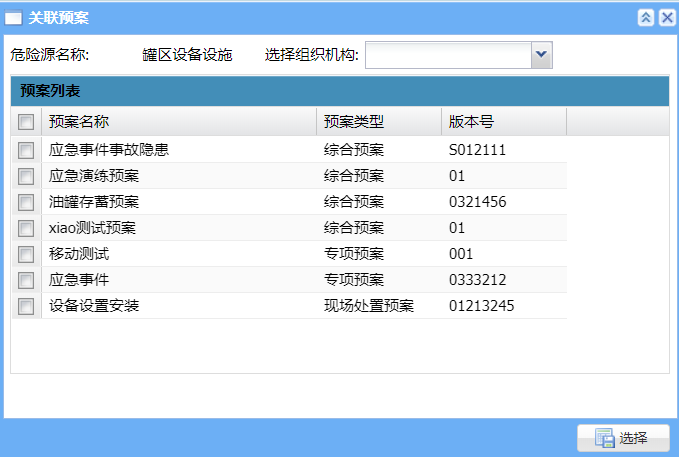 关联预案
危险源名称: 罐区设备设施 选择组织机构:
预案列表
预案名称 预案类型 版本号
应急事件事故隐患 综合预案 S012111
应急演练预案 综合预案 01
油罐存蓄预案 综合预案 0321456
xiao测试预案 综合预案 01
移动测试 专项预案 001
应急事件 专项预案 0333212
设备设置安装 现场处置预案 01213245
选择